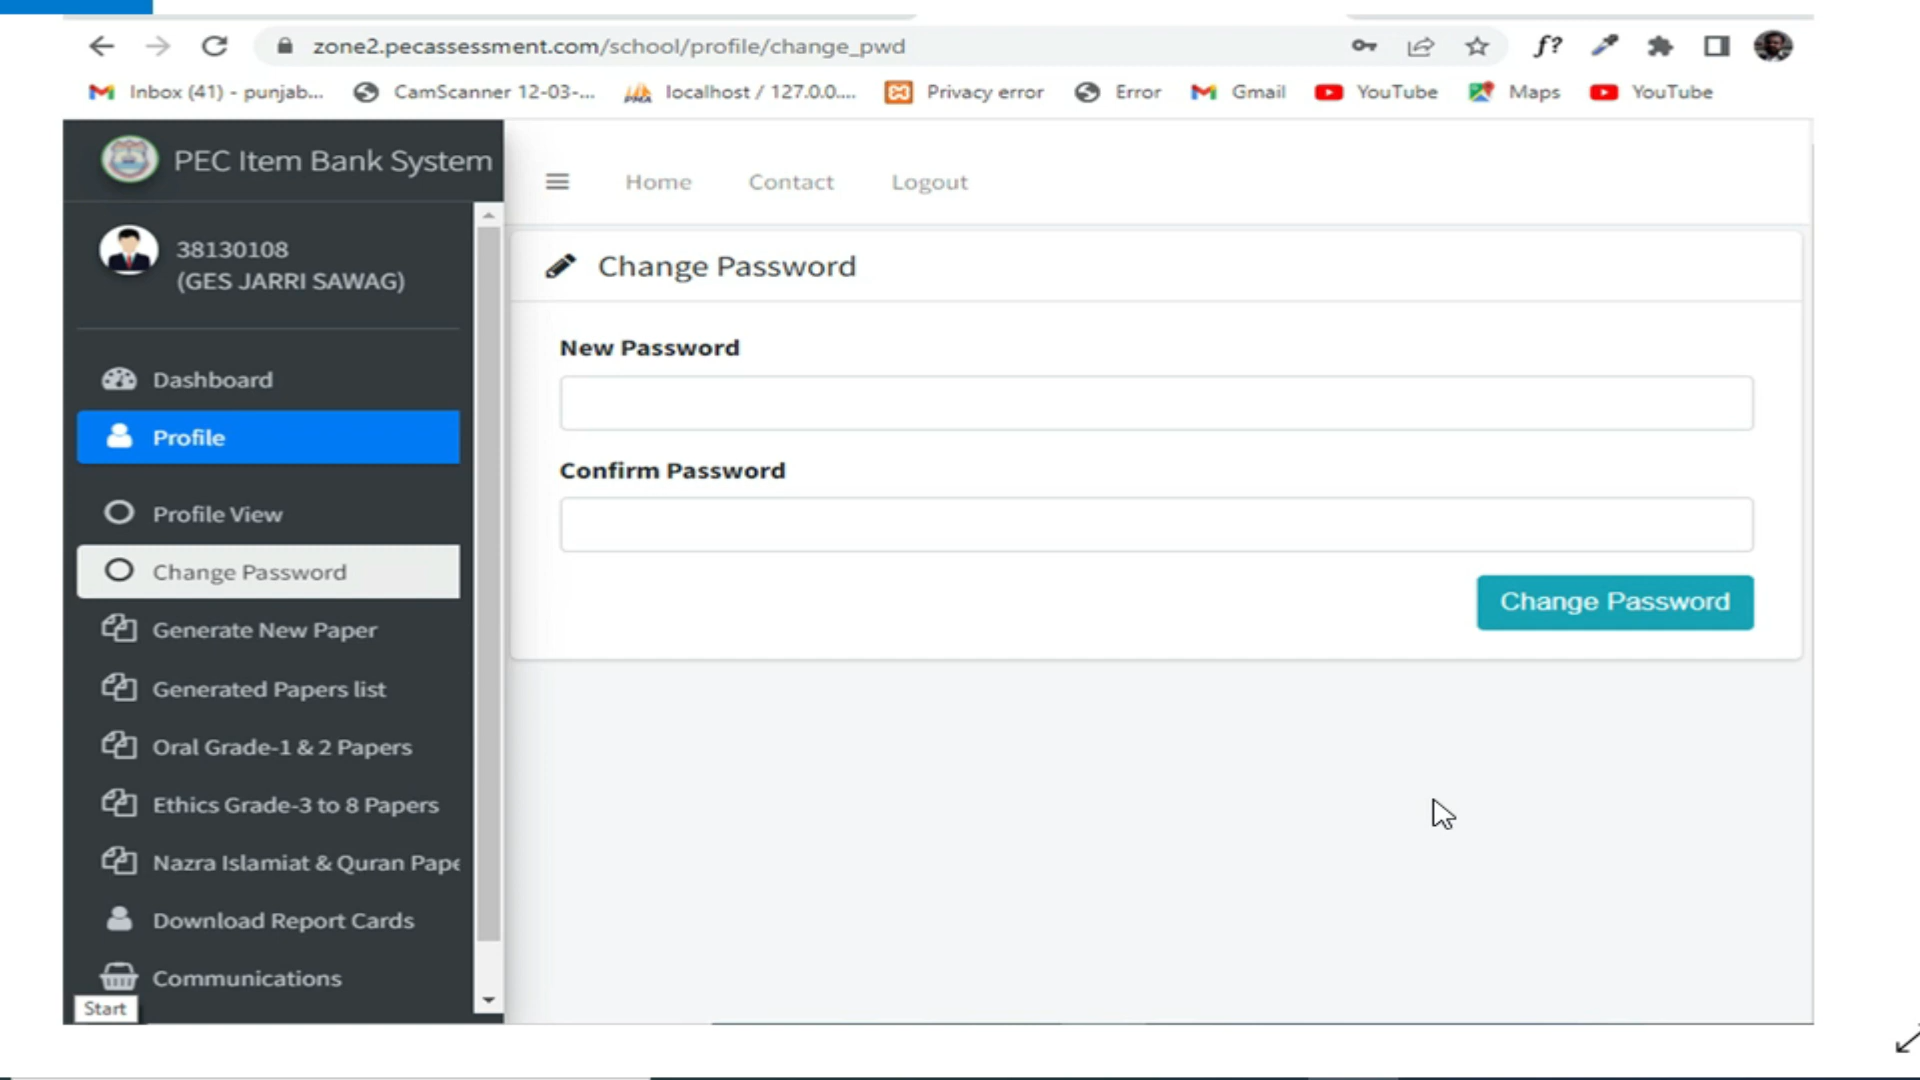 zone2.pecassessment.com/school/profile/change_pwd
f?
Inbox (41) - punjab... CamScanner 12-03-... localhost / 127.0.0.... Privacy error Error Gmail YouTube Maps YouTube
PEC Item Bank System
Home Contact Logout
38130108
(GES JARRI SAWAG)
Change Password
New Password
Confirm Password
Change Password
Dashboard
Profile
Profile View
Change Password
Generate New Paper
Generated Papers list
Oral Grade-1 & 2 Papers
Ethics Grade-3 to 8 Papers
Nazra Islamiat & Quran Pape
Download Report Cards
Communications
Start